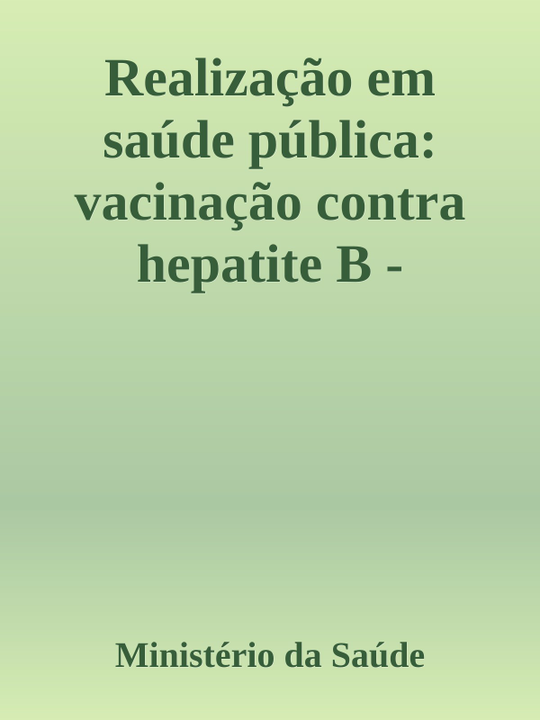 Realização em
saúde pública:
vacinação contra
hepatite B -
Ministério da Saúde